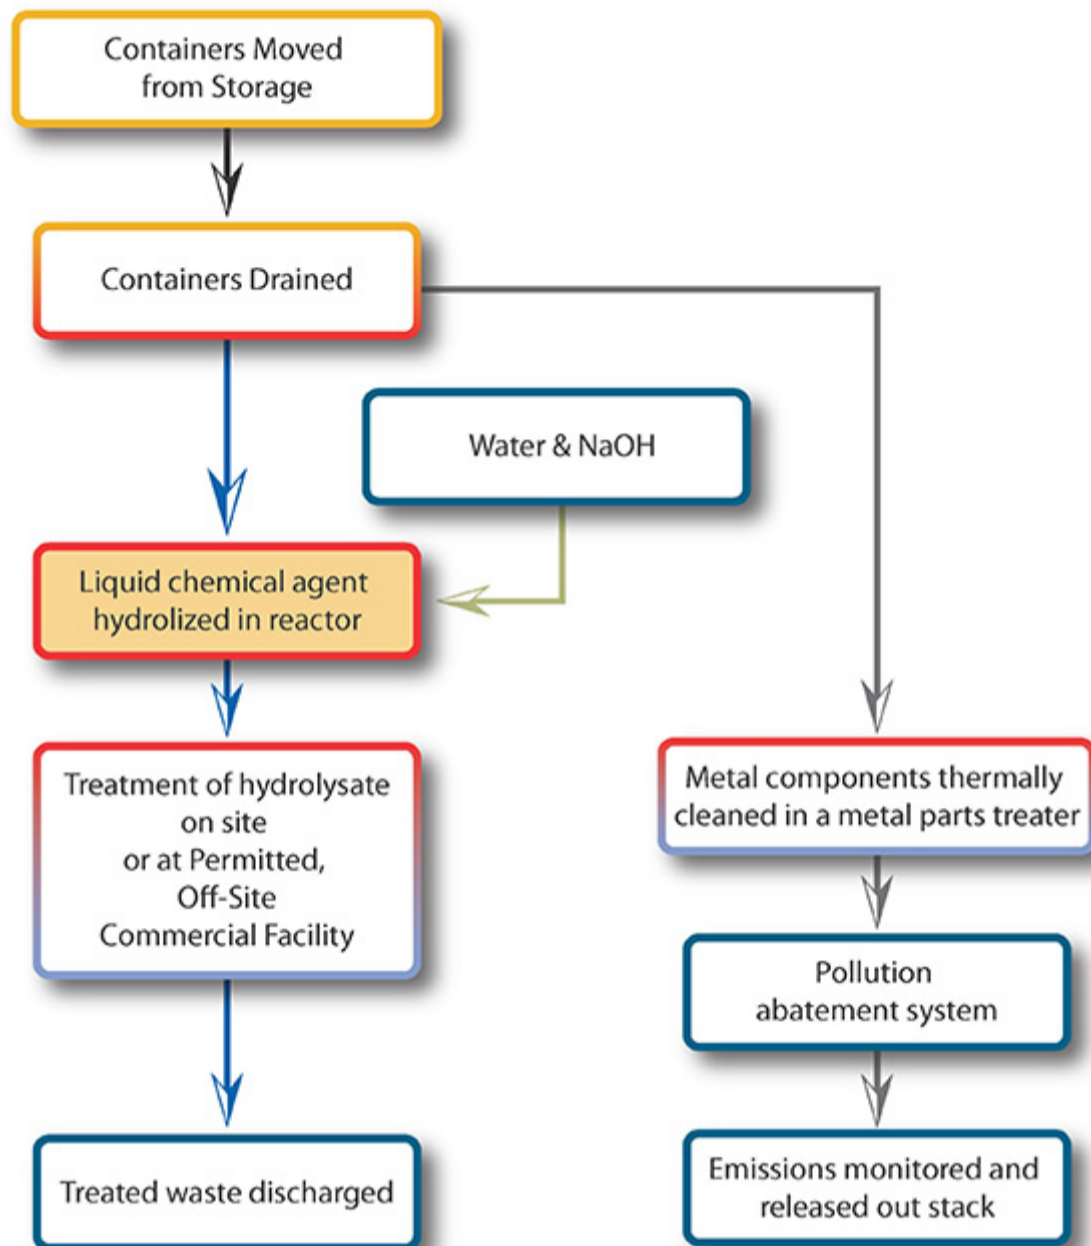 Containers Moved
from Storage
Containers Drained
Water & NaOH
Liquid chemical agent
hydrolized in reactor
Treatment of hydrolysate
on site
or at Permitted,
Off-Site
Commercial Facility
Metal components thermally
cleaned in a metal parts treater
Pollution
abatement system
Treated waste discharged
Emissions monitored and
released out stack